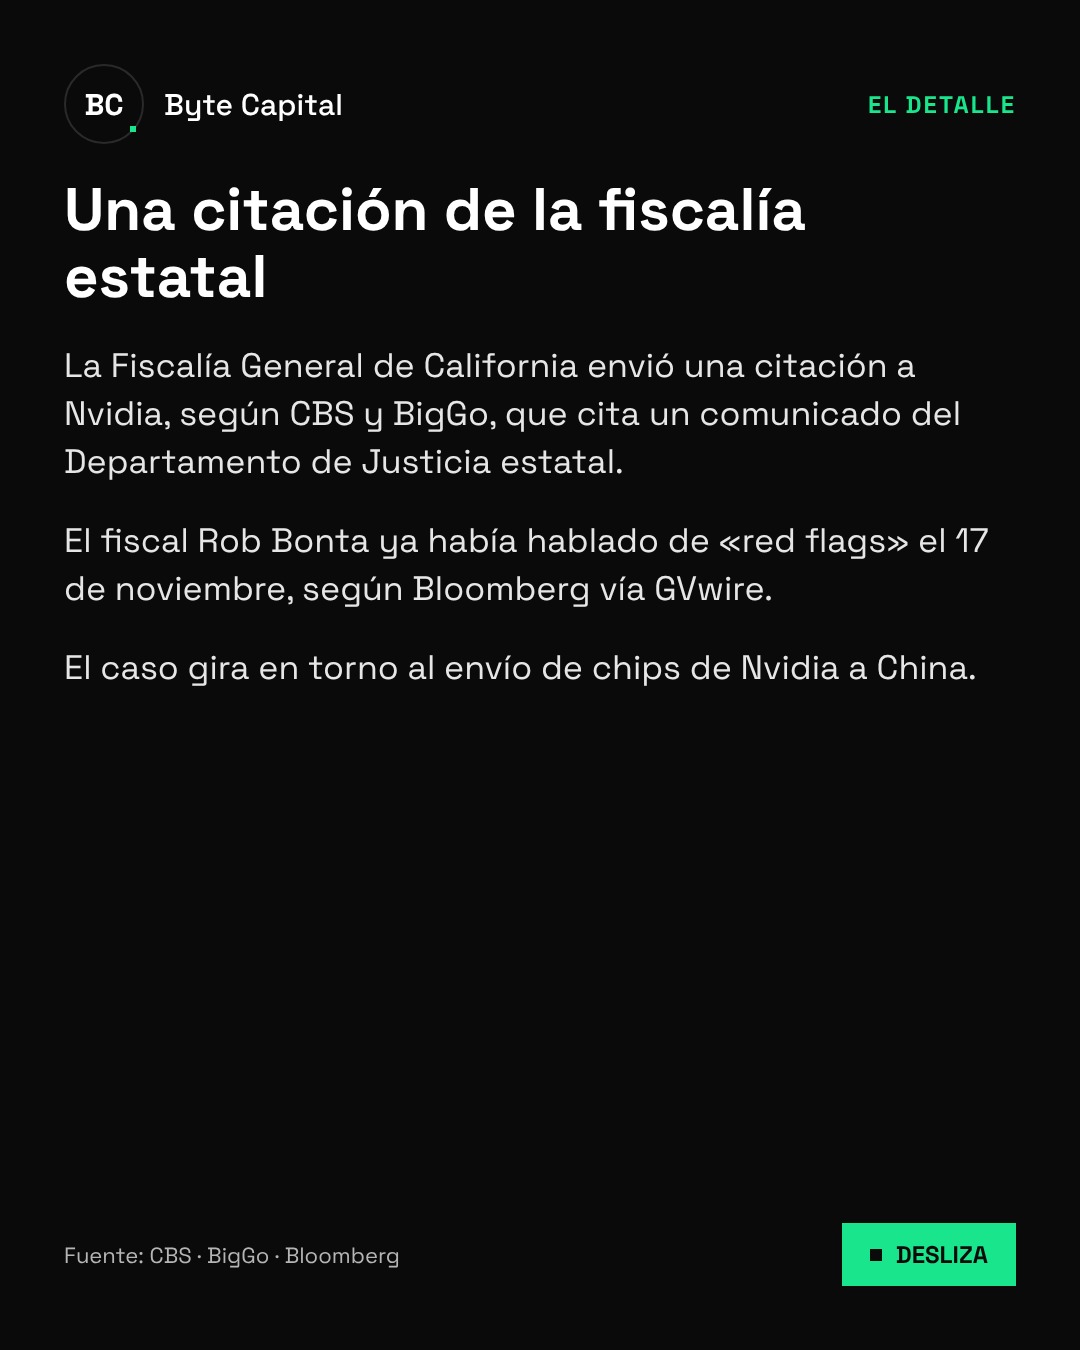 BC
Byte Capital
EL DETALLE
Una citación de la fiscalía
estatal
La Fiscalía General de California envió una citación a
Nvidia, según CBS y BigGo, que cita un comunicado del
Departamento de Justicia estatal.
El fiscal Rob Bonta ya había hablado de «red flags» el 17
de noviembre, según Bloomberg vía GVwire.
El caso gira en torno al envío de chips de Nvidia a China.
Fuente: CBS · BigGo · Bloomberg
DESLIZA